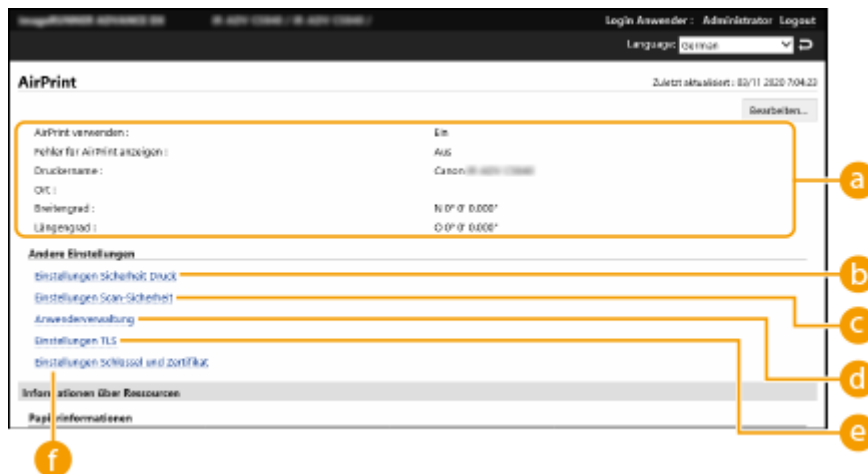 Login Anwender : Administrator Logout
Language: German
AirPrint
Zuletzt aktualisiert : 03/11 2020 7:04:23
Bearbeiten...
AirPrint verwenden : Ein
Fehler für AirPrint anzeigen : Aus
Druckername : Canon
Ort :
Breitengrad : N 0° 0' 0.000"
Längengrad : O 0° 0' 0.000"
a
Andere Einstellungen
Einstellungen Sicherheit Druck
b
Einstellungen Scan-Sicherheit
c
Anwenderverwaltung
d
Einstellungen TLS
e
Einstellungen Schlüssel und Zertifikat
f
Informationen über Ressourcen
Papierinformationen